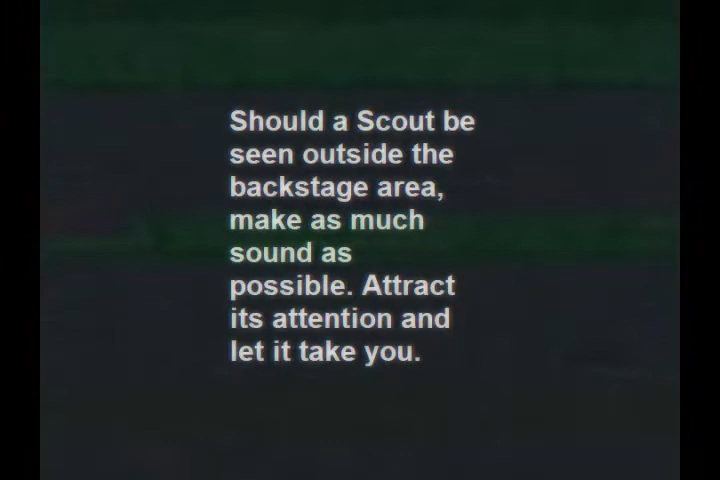 Should a Scout be
seen outside the
backstage area,
make as much
sound as
possible. Attract
its attention and
let it take you.